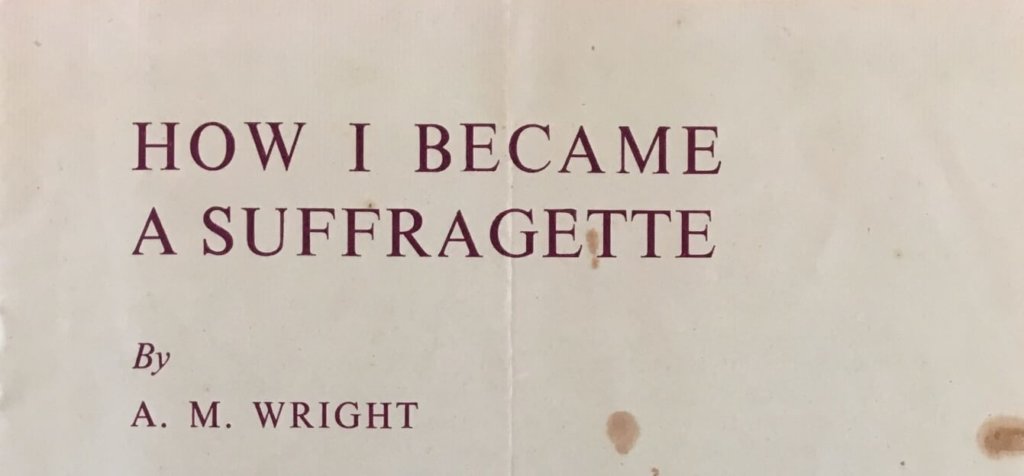 HOW I BECAME
A SUFFRAGETTE
By
A. M. WRIGHT